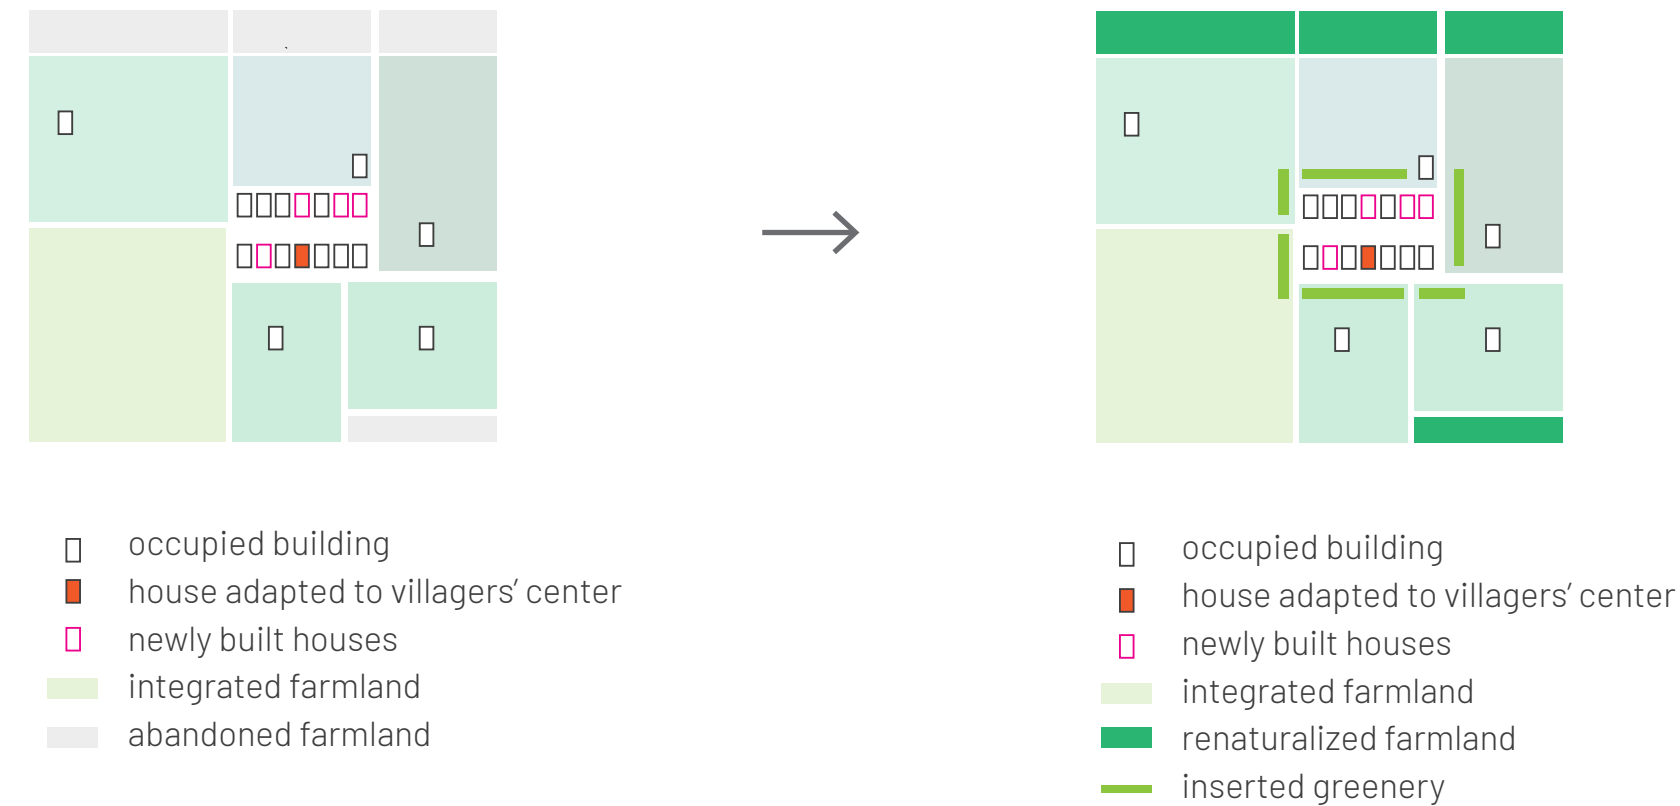 occupied building
house adapted to villagers’ center
newly built houses
integrated farmland
abandoned farmland
occupied building
house adapted to villagers’ center
newly built houses
integrated farmland
renaturalized farmland
inserted greenery